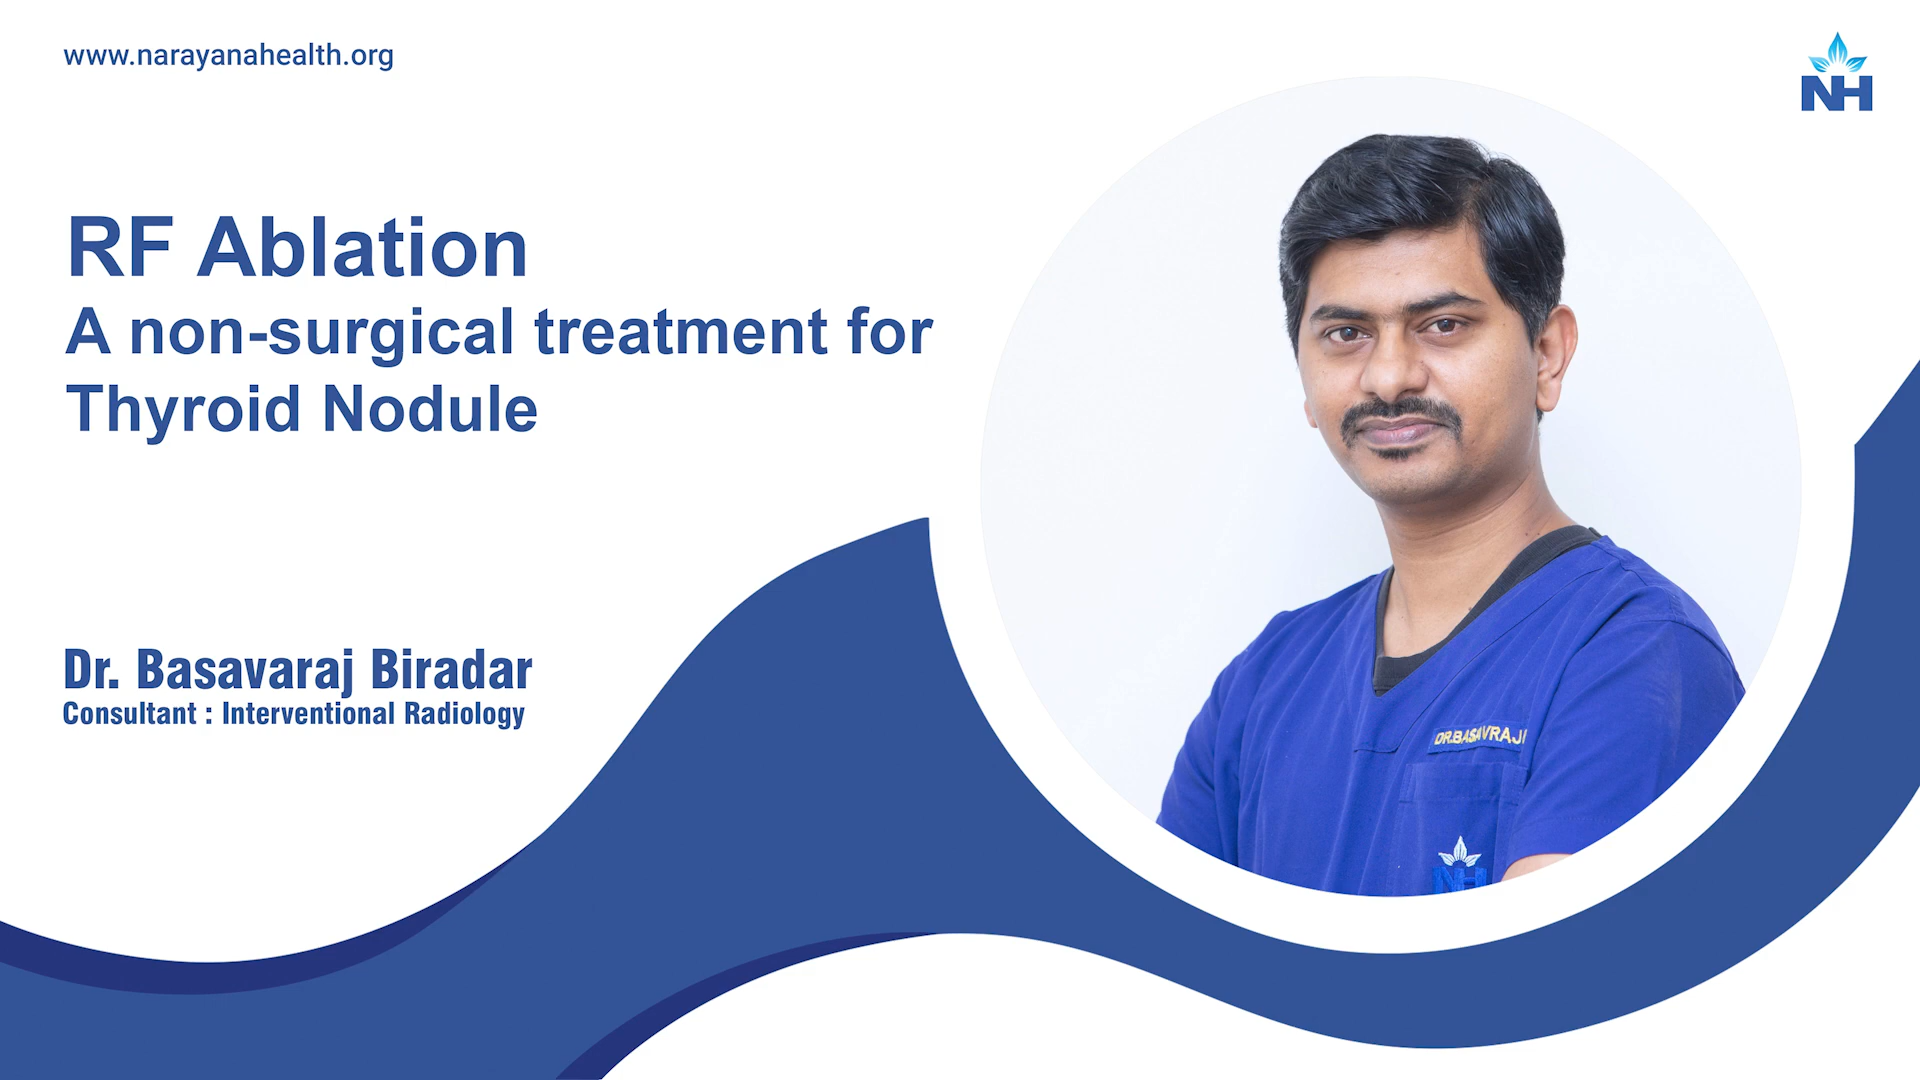 www.narayanahealth.org
NH
RF Ablation
A non-surgical treatment for
Thyroid Nodule
Dr. Basavaraj Biradar
Consultant : Interventional Radiology
DR.BASAVRAJ
NH